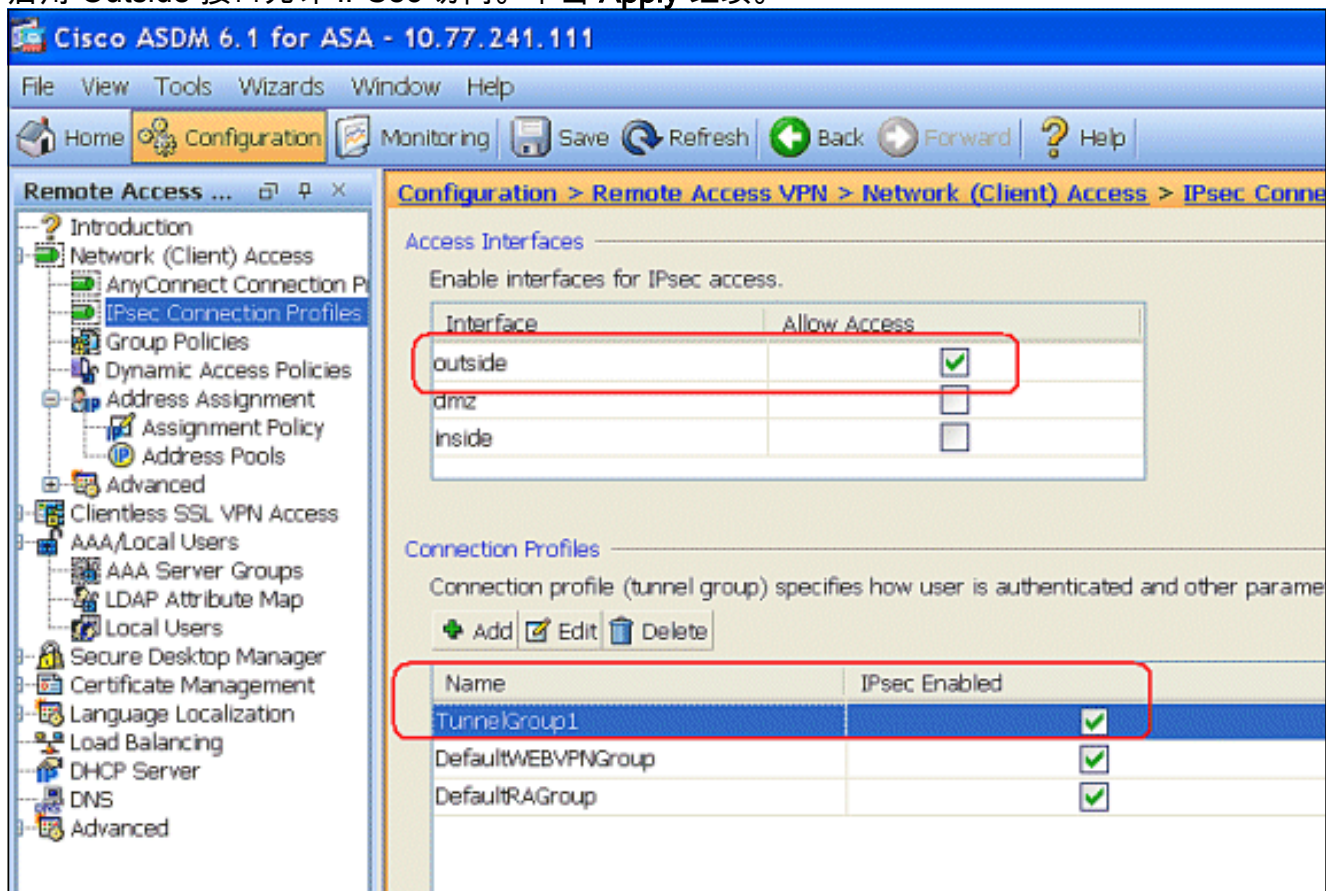 Apply
Cisco ASDM 6.1 for ASA - 10.77.241.111
File View Tools Wizards Window Help
Home Configuration Monitoring Save Refresh Back Forward Help
Remote Access ...
Introduction
Network (Client) Access
AnyConnect Connection
IPsec Connection Profiles
Group Policies
Dynamic Access Policies
Address Assignment
Assignment Policy
Address Pools
Advanced
Clientless SSL VPN Access
AAA/Local Users
AAA Server Groups
LDAP Attribute Map
Local Users
Secure Desktop Manager
Certificate Management
Language Localization
Load Balancing
DHCP Server
DNS
Advanced
Configuration > Remote Access VPN > Network (Client) Access > IPsec Conne
Access Interfaces
Enable interfaces for IPsec access.
Interface Allow Access
outside
dmz
inside
Connection Profiles
Connection profile (tunnel group) specifies how user is authenticated and other parame
Add Edit Delete
Name IPsec Enabled
TunnelGroup1
DefaultWEBVPNGroup
DefaultRAGroup